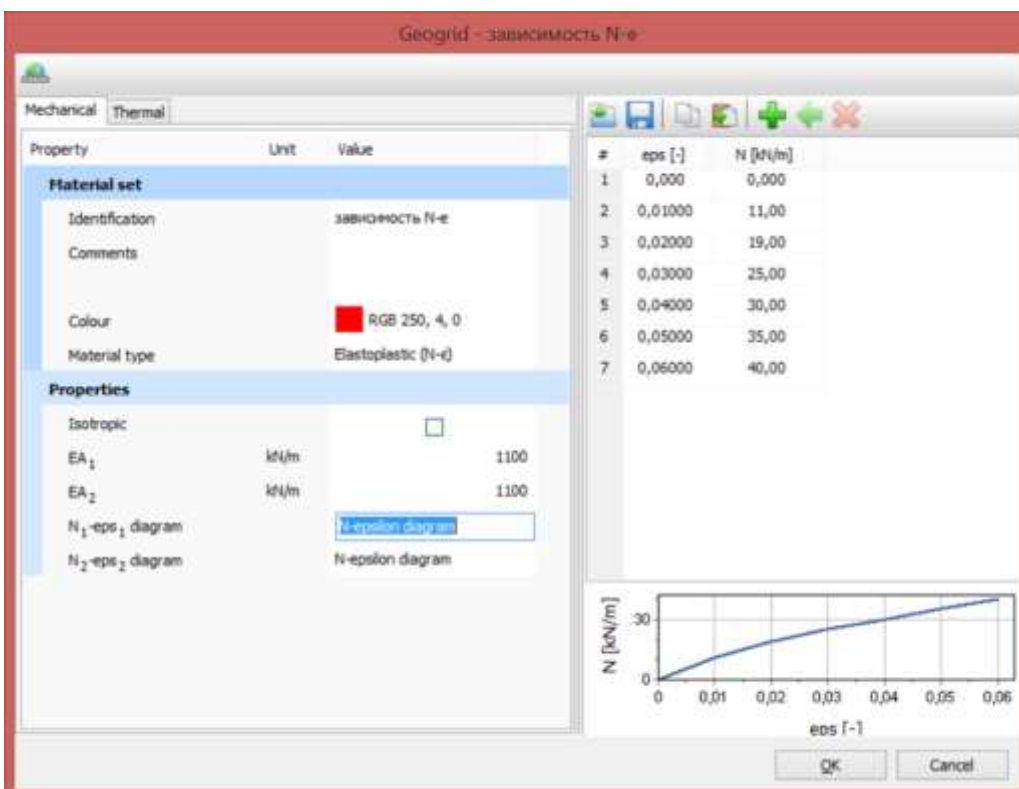 Geogrid - зависимость N-e
Mechanical Thermal
Property Unit Value
Material set
Identification зависимость N-e
Comments
Colour RGB 250, 4, 0
Material type Elastoplastic (N-ε)
Properties
Isotropic
EA₁ kN/m 1100
EA₂ kN/m 1100
N₁-eps₁ diagram N-epsilon diagram
N₂-eps₂ diagram N-epsilon diagram
# eps [-] N [kN/m]
1 0,000 0,000
2 0,01000 11,00
3 0,02000 19,00
4 0,03000 25,00
5 0,04000 30,00
6 0,05000 35,00
7 0,06000 40,00
N [kN/m]
30
0
0 0,01 0,02 0,03 0,04 0,05 0,06
eps [-]
OK Cancel